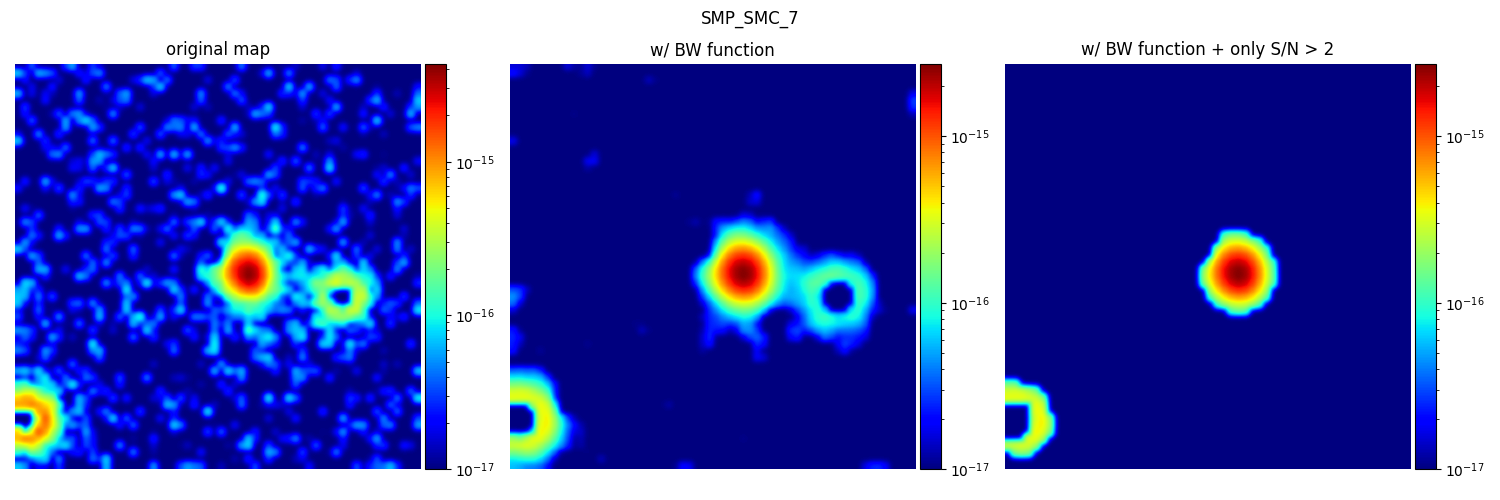 SMP_SMC_7
original map
w/ BW function
w/ BW function + only S/N > 2
10⁻¹⁵
10⁻¹⁶
10⁻¹⁷
10⁻¹⁵
10⁻¹⁶
10⁻¹⁷
10⁻¹⁵
10⁻¹⁶
10⁻¹⁷